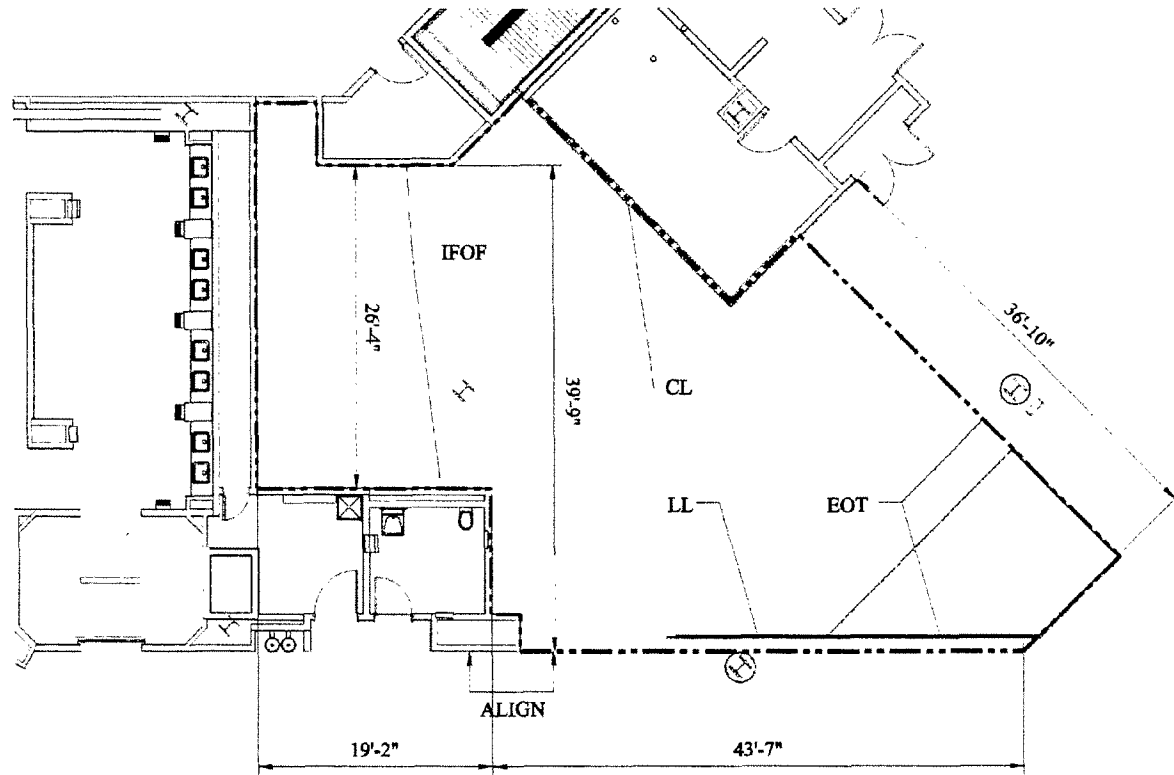 H
H
IFOF
26'-4"
39'-9"
CL
36'-10"
H
LL
EOT
H
H
ALIGN
19'-2"
43'-7"